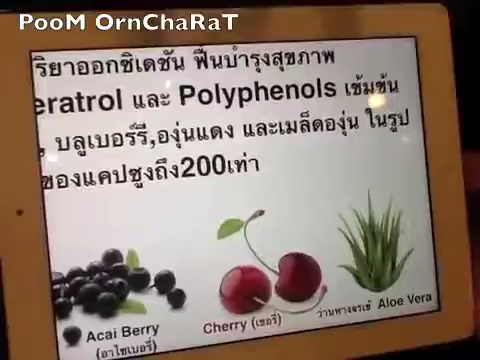 PooM OrnChaRaT
ริยาออกซิเดชัน ฟื้นบำรุงสุขภาพ
eratrol และ Polyphenols เข้มข้น
, บลูเบอร์รี่,องุ่นแดง และเมล็ดองุ่น ในรูป
ของแคปซูงถึง200เท่า
Acai Berry
(อาไซเบอรี่)
Cherry (เชอรี่)
ว่านหางจรเข้ Aloe Vera